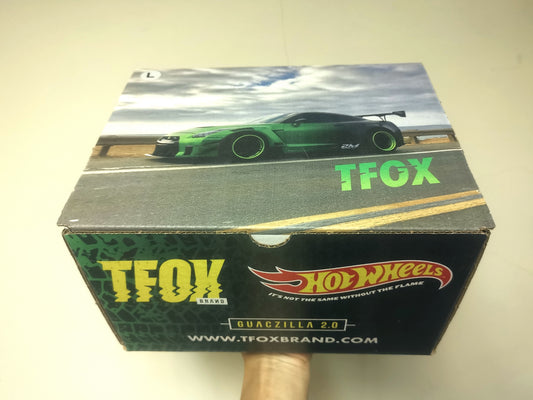 L
TFOX
TFOX
BRAND
HOT WHEELS
IT'S NOT THE SAME WITHOUT THE FLAME
GUACZILLA 2.0
WWW.TFOXBRAND.COM